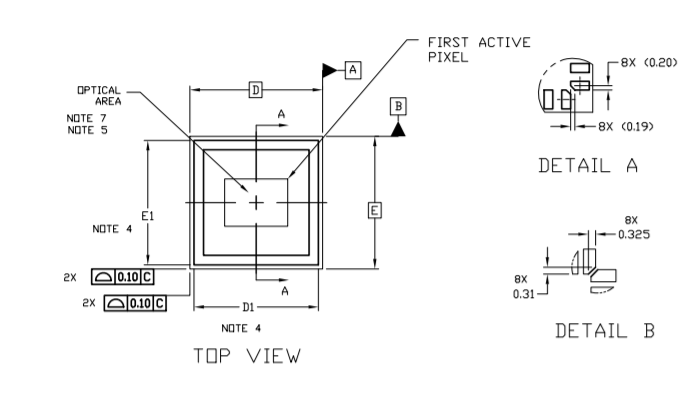 FIRST ACTIVE
PIXEL
A
D
OPTICAL
AREA
A
B
NOTE 7
NOTE 5
E1
E
NOTE 4
2X 0.10 C
A
2X 0.10 C
D1
NOTE 4
TOP VIEW
8X (0.20)
8X (0.19)
DETAIL A
8X
0.325
8X
0.31
DETAIL B